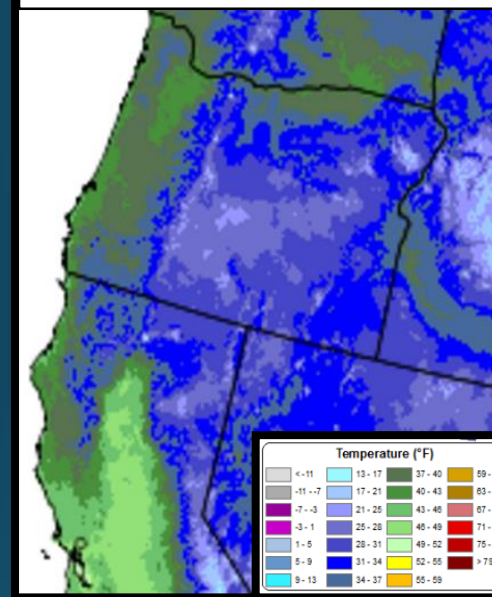 Temperature (°F)
< -11 13 - 17 37 - 40 59 -
-11 - -7 17 - 21 40 - 43 63 -
-7 - -3 21 - 25 43 - 46 67 -
-3 - 1 25 - 28 46 - 49 71 -
1 - 5 28 - 31 49 - 52 75 -
5 - 9 31 - 34 52 - 55 > 79
9 - 13 34 - 37 55 - 59